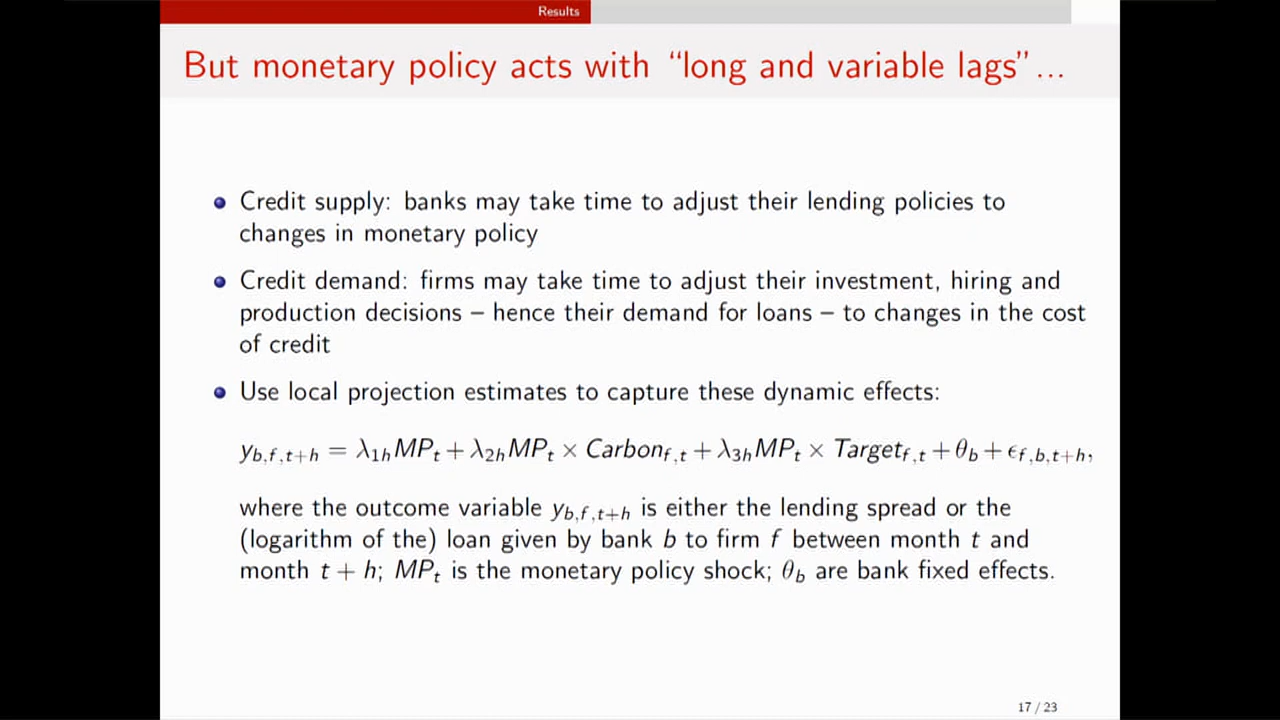 Results
But monetary policy acts with “long and variable lags”...
Credit supply: banks may take time to adjust their lending policies to
changes in monetary policy
Credit demand: firms may take time to adjust their investment, hiring and
production decisions – hence their demand for loans – to changes in the cost
of credit
Use local projection estimates to capture these dynamic effects:
y_{b,f,t+h} = λ_{1h}MP_t + λ_{2h}MP_t × Carbon_{f,t} + λ_{3h}MP_t × Target_{f,t} + θ_b + ϵ_{f,b,t+h},
where the outcome variable y_{b,f,t+h} is either the lending spread or the
(logarithm of the) loan given by bank b to firm f between month t and
month t + h; MP_t is the monetary policy shock; θ_b are bank fixed effects.
17 / 23